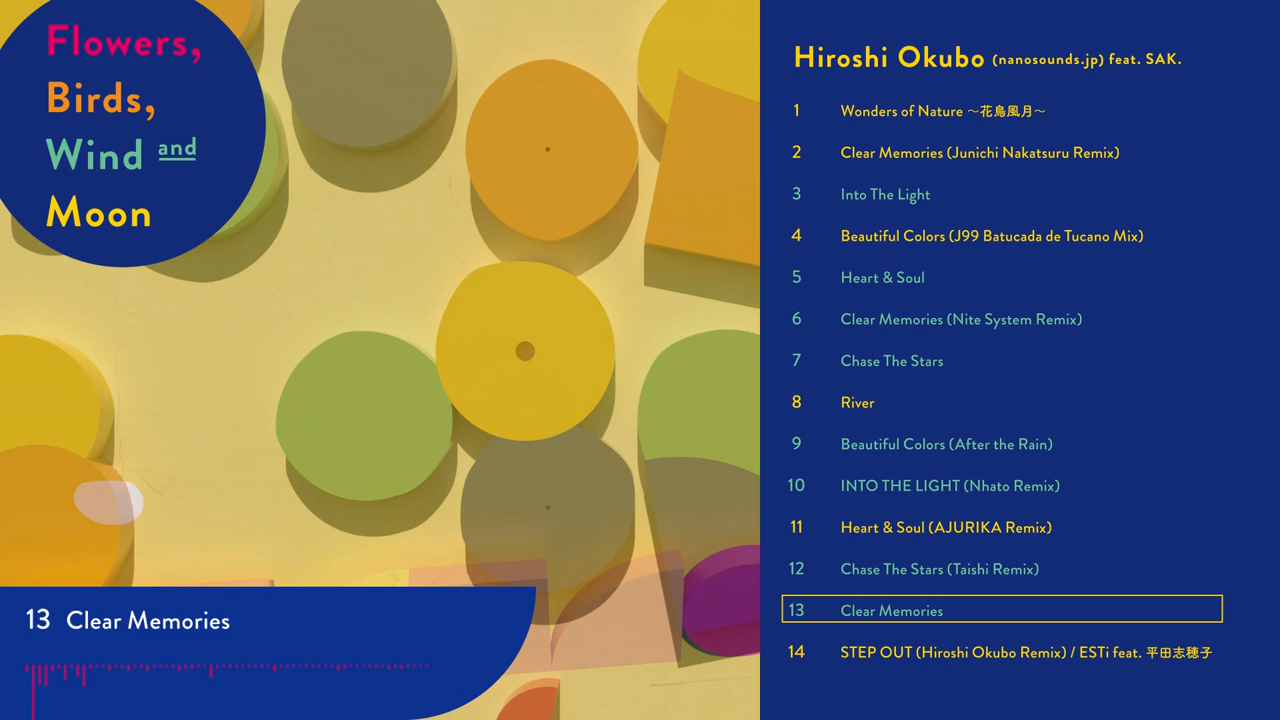 Flowers,
Birds,
Wind and
Moon
13 Clear Memories
Hiroshi Okubo (nanosounds.jp) feat. SAK.
1 Wonders of Nature ～花鳥風月～
2 Clear Memories (Junichi Nakatsuru Remix)
3 Into The Light
4 Beautiful Colors (J99 Batucada de Tucano Mix)
5 Heart & Soul
6 Clear Memories (Nite System Remix)
7 Chase The Stars
8 River
9 Beautiful Colors (After the Rain)
10 INTO THE LIGHT (Nhato Remix)
11 Heart & Soul (AJURIKA Remix)
12 Chase The Stars (Taishi Remix)
13 Clear Memories
14 STEP OUT (Hiroshi Okubo Remix) / ESTi feat. 平田志穂子